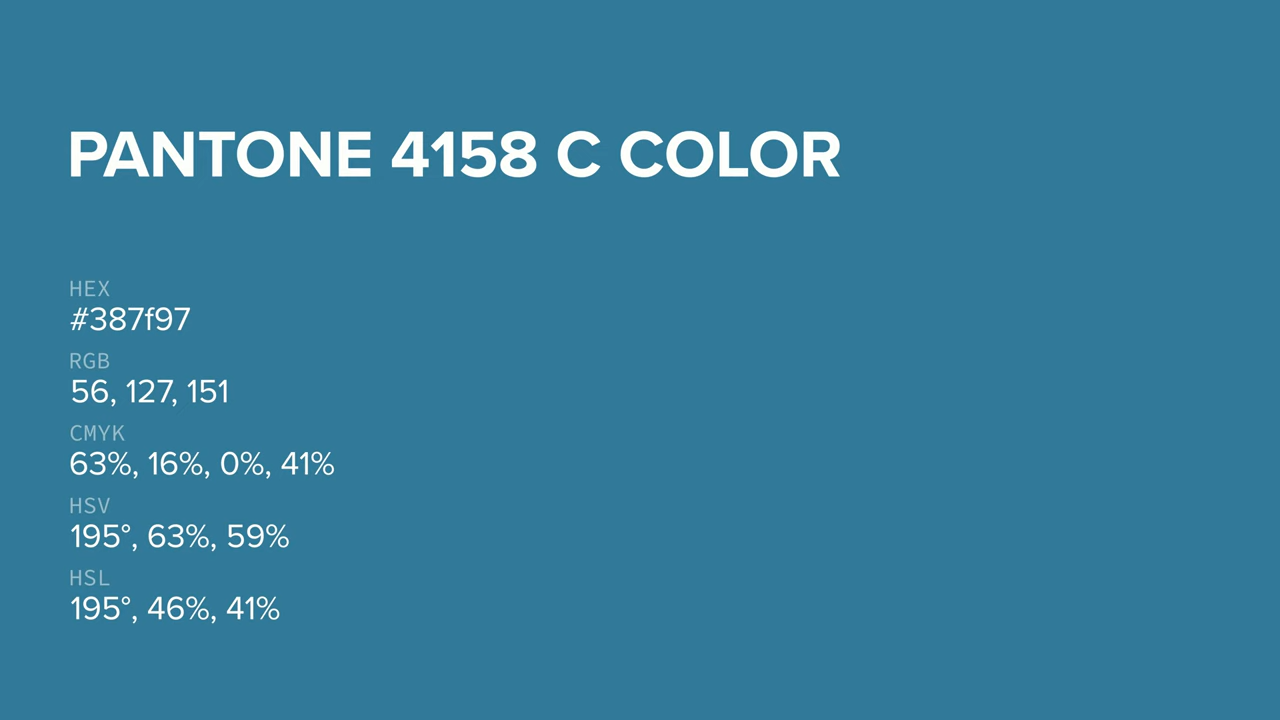 PANTONE 4158 C COLOR
HEX
#387f97
RGB
56, 127, 151
CMYK
63%, 16%, 0%, 41%
HSV
195°, 63%, 59%
HSL
195°, 46%, 41%